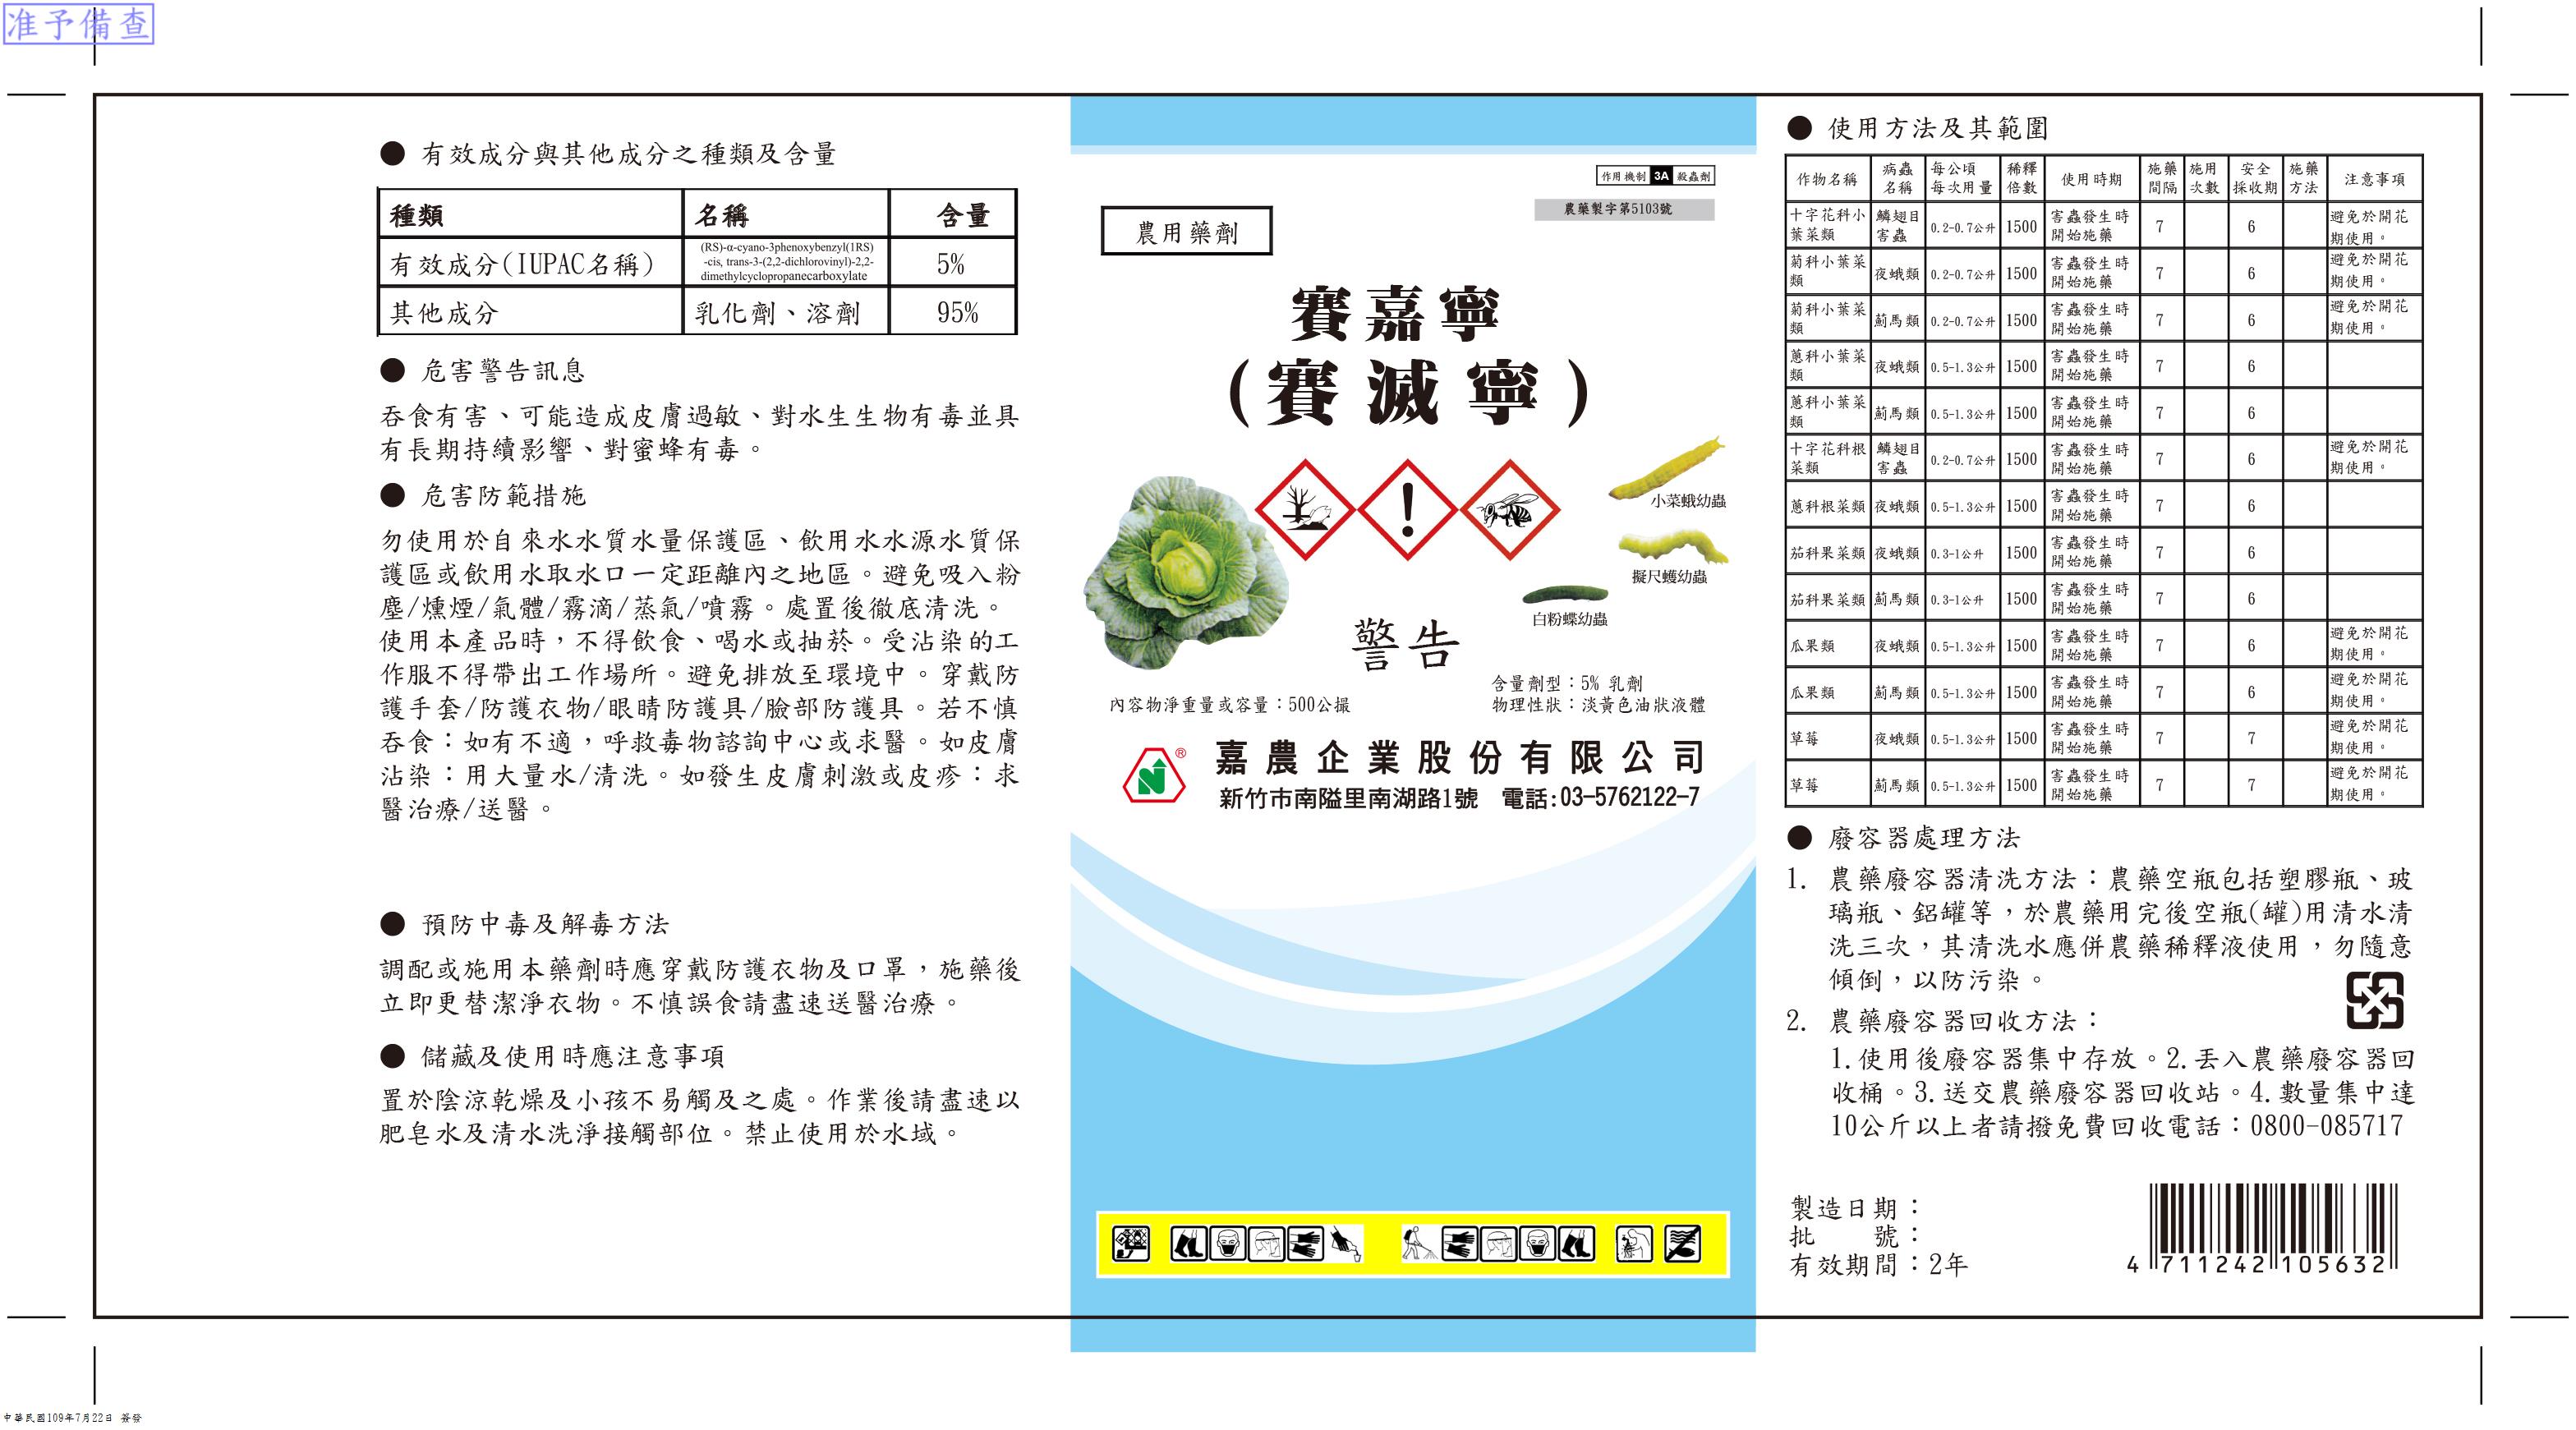 准予備查
● 有效成分與其他成分之種類及含量
種類 名稱 含量
有效成分(IUPAC名稱) (RS)-α-cyano-3phenoxybenzyl(1RS)
-cis, trans-3-(2,2-dichlorovinyl)-2,2-
dimethylcyclopropanecarboxylate 5%
其他成分 乳化劑、溶劑 95%
● 危害警告訊息
吞食有害、可能造成皮膚過敏、對水生生物有毒並具
有長期持續影響、對蜜蜂有毒。
● 危害防範措施
勿使用於自來水水質水量保護區、飲用水水源水質保
護區或飲用水取水口一定距離內之地區。避免吸入粉
塵/燻煙/氣體/霧滴/蒸氣/噴霧。處置後徹底清洗。
使用本產品時，不得飲食、喝水或抽菸。受沾染的工
作服不得帶出工作場所。避免排放至環境中。穿戴防
護手套/防護衣物/眼睛防護具/臉部防護具。若不慎
吞食：如有不適，呼救毒物諮詢中心或求醫。如皮膚
沾染：用大量水/清洗。如發生皮膚刺激或皮疹：求
醫治療/送醫。
● 預防中毒及解毒方法
調配或施用本藥劑時應穿戴防護衣物及口罩，施藥後
立即更替潔淨衣物。不慎誤食請盡速送醫治療。
● 儲藏及使用時應注意事項
置於陰涼乾燥及小孩不易觸及之處。作業後請盡速以
肥皂水及清水洗淨接觸部位。禁止使用於水域。
作用機制 3A 殺蟲劑
農藥製字第5103號
農用藥劑
賽嘉寧
(賽滅寧)
小菜蛾幼蟲
擬尺蠖幼蟲
白粉蝶幼蟲
警告
含量劑型：5% 乳劑
內容物淨重量或容量：500公撮
物理性狀：淡黃色油狀液體
®
嘉農企業股份有限公司
新竹市南隘里南湖路1號 電話:03-5762122-7
● 使用方法及其範圍
作物名稱 病蟲名稱 每公頃每次用量 稀釋倍數 使用時期 施藥間隔 施用次數 安全採收期 施藥方法 注意事項
十字花科小葉菜類 鱗翅目害蟲 0.2-0.7公升 1500 害蟲發生時開始施藥 7 6 避免於開花期使用。
菊科小葉菜類 夜蛾類 0.2-0.7公升 1500 害蟲發生時開始施藥 7 6 避免於開花期使用。
菊科小葉菜類 薊馬類 0.2-0.7公升 1500 害蟲發生時開始施藥 7 6 避免於開花期使用。
蔥科小葉菜類 夜蛾類 0.5-1.3公升 1500 害蟲發生時開始施藥 7 6
蔥科小葉菜類 薊馬類 0.5-1.3公升 1500 害蟲發生時開始施藥 7 6
十字花科根菜類 鱗翅目害蟲 0.2-0.7公升 1500 害蟲發生時開始施藥 7 6 避免於開花期使用。
蔥科根菜類 夜蛾類 0.5-1.3公升 1500 害蟲發生時開始施藥 7 6
茄科果菜類 夜蛾類 0.3-1公升 1500 害蟲發生時開始施藥 7 6
茄科果菜類 薊馬類 0.3-1公升 1500 害蟲發生時開始施藥 7 6
瓜果類 夜蛾類 0.5-1.3公升 1500 害蟲發生時開始施藥 7 6 避免於開花期使用。
瓜果類 薊馬類 0.5-1.3公升 1500 害蟲發生時開始施藥 7 6 避免於開花期使用。
草莓 夜蛾類 0.5-1.3公升 1500 害蟲發生時開始施藥 7 7 避免於開花期使用。
草莓 薊馬類 0.5-1.3公升 1500 害蟲發生時開始施藥 7 7 避免於開花期使用。
● 廢容器處理方法
1. 農藥廢容器清洗方法：農藥空瓶包括塑膠瓶、玻
璃瓶、鋁罐等，於農藥用完後空瓶(罐)用清水清
洗三次，其清洗水應併農藥稀釋液使用，勿隨意
傾倒，以防污染。
2. 農藥廢容器回收方法：
1.使用後廢容器集中存放。2.丟入農藥廢容器回
收桶。3.送交農藥廢容器回收站。4.數量集中達
10公斤以上者請撥免費回收電話：0800-085717
製造日期：
批 號：
有效期間：2年
4 711242 105632
中華民國109年7月22日 簽發